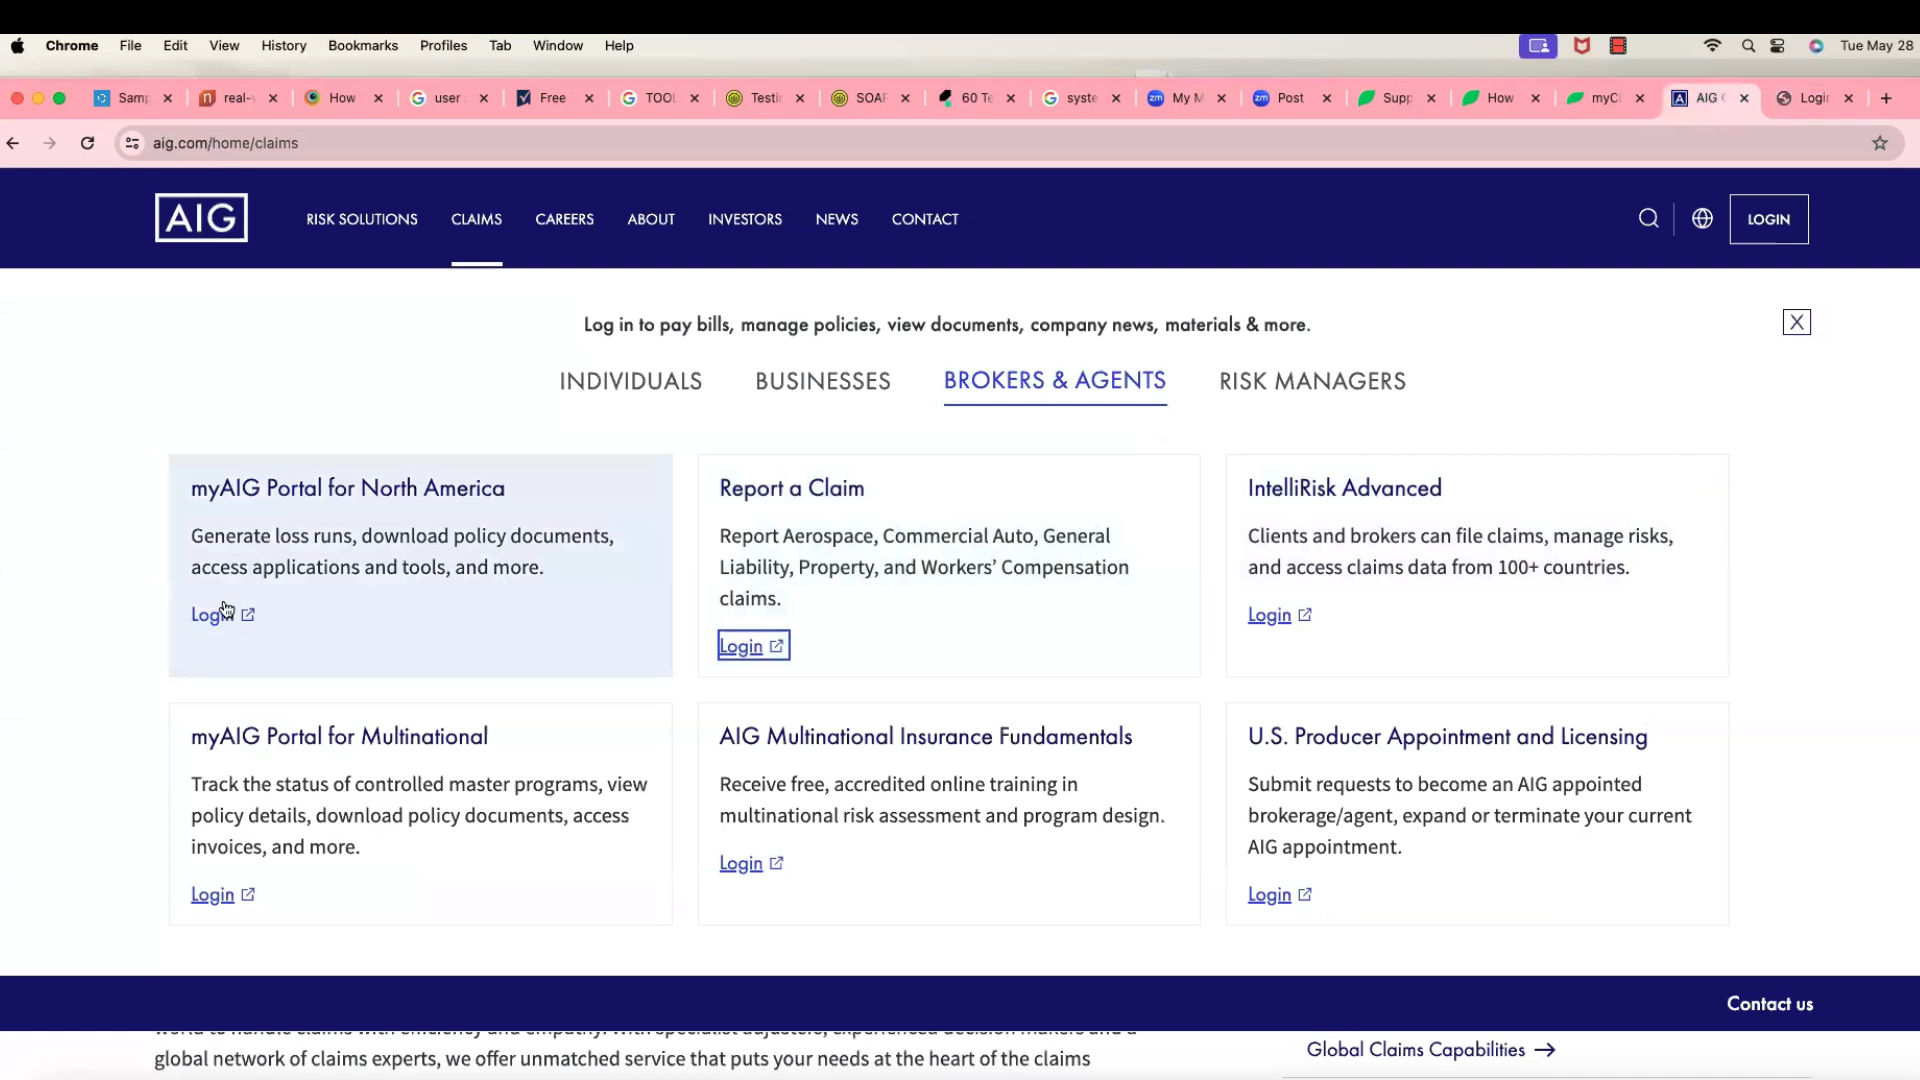 Chrome File Edit View History Bookmarks Profiles Tab Window Help Tue May 28
Samp real- How user Free TOOL Testi SOAP 60 Te syste My M Post Supp How myC AIG Login
aig.com/home/claims
AIG RISK SOLUTIONS CLAIMS CAREERS ABOUT INVESTORS NEWS CONTACT LOGIN
Log in to pay bills, manage policies, view documents, company news, materials & more. X
INDIVIDUALS BUSINESSES BROKERS & AGENTS RISK MANAGERS
myAIG Portal for North America
Generate loss runs, download policy documents,
access applications and tools, and more.
Login
Report a Claim
Report Aerospace, Commercial Auto, General
Liability, Property, and Workers’ Compensation
claims.
Login
IntelliRisk Advanced
Clients and brokers can file claims, manage risks,
and access claims data from 100+ countries.
Login
myAIG Portal for Multinational
Track the status of controlled master programs, view
policy details, download policy documents, access
invoices, and more.
Login
AIG Multinational Insurance Fundamentals
Receive free, accredited online training in
multinational risk assessment and program design.
Login
U.S. Producer Appointment and Licensing
Submit requests to become an AIG appointed
brokerage/agent, expand or terminate your current
AIG appointment.
Login
Contact us
global network of claims experts, we offer unmatched service that puts your needs at the heart of the claims
Global Claims Capabilities →